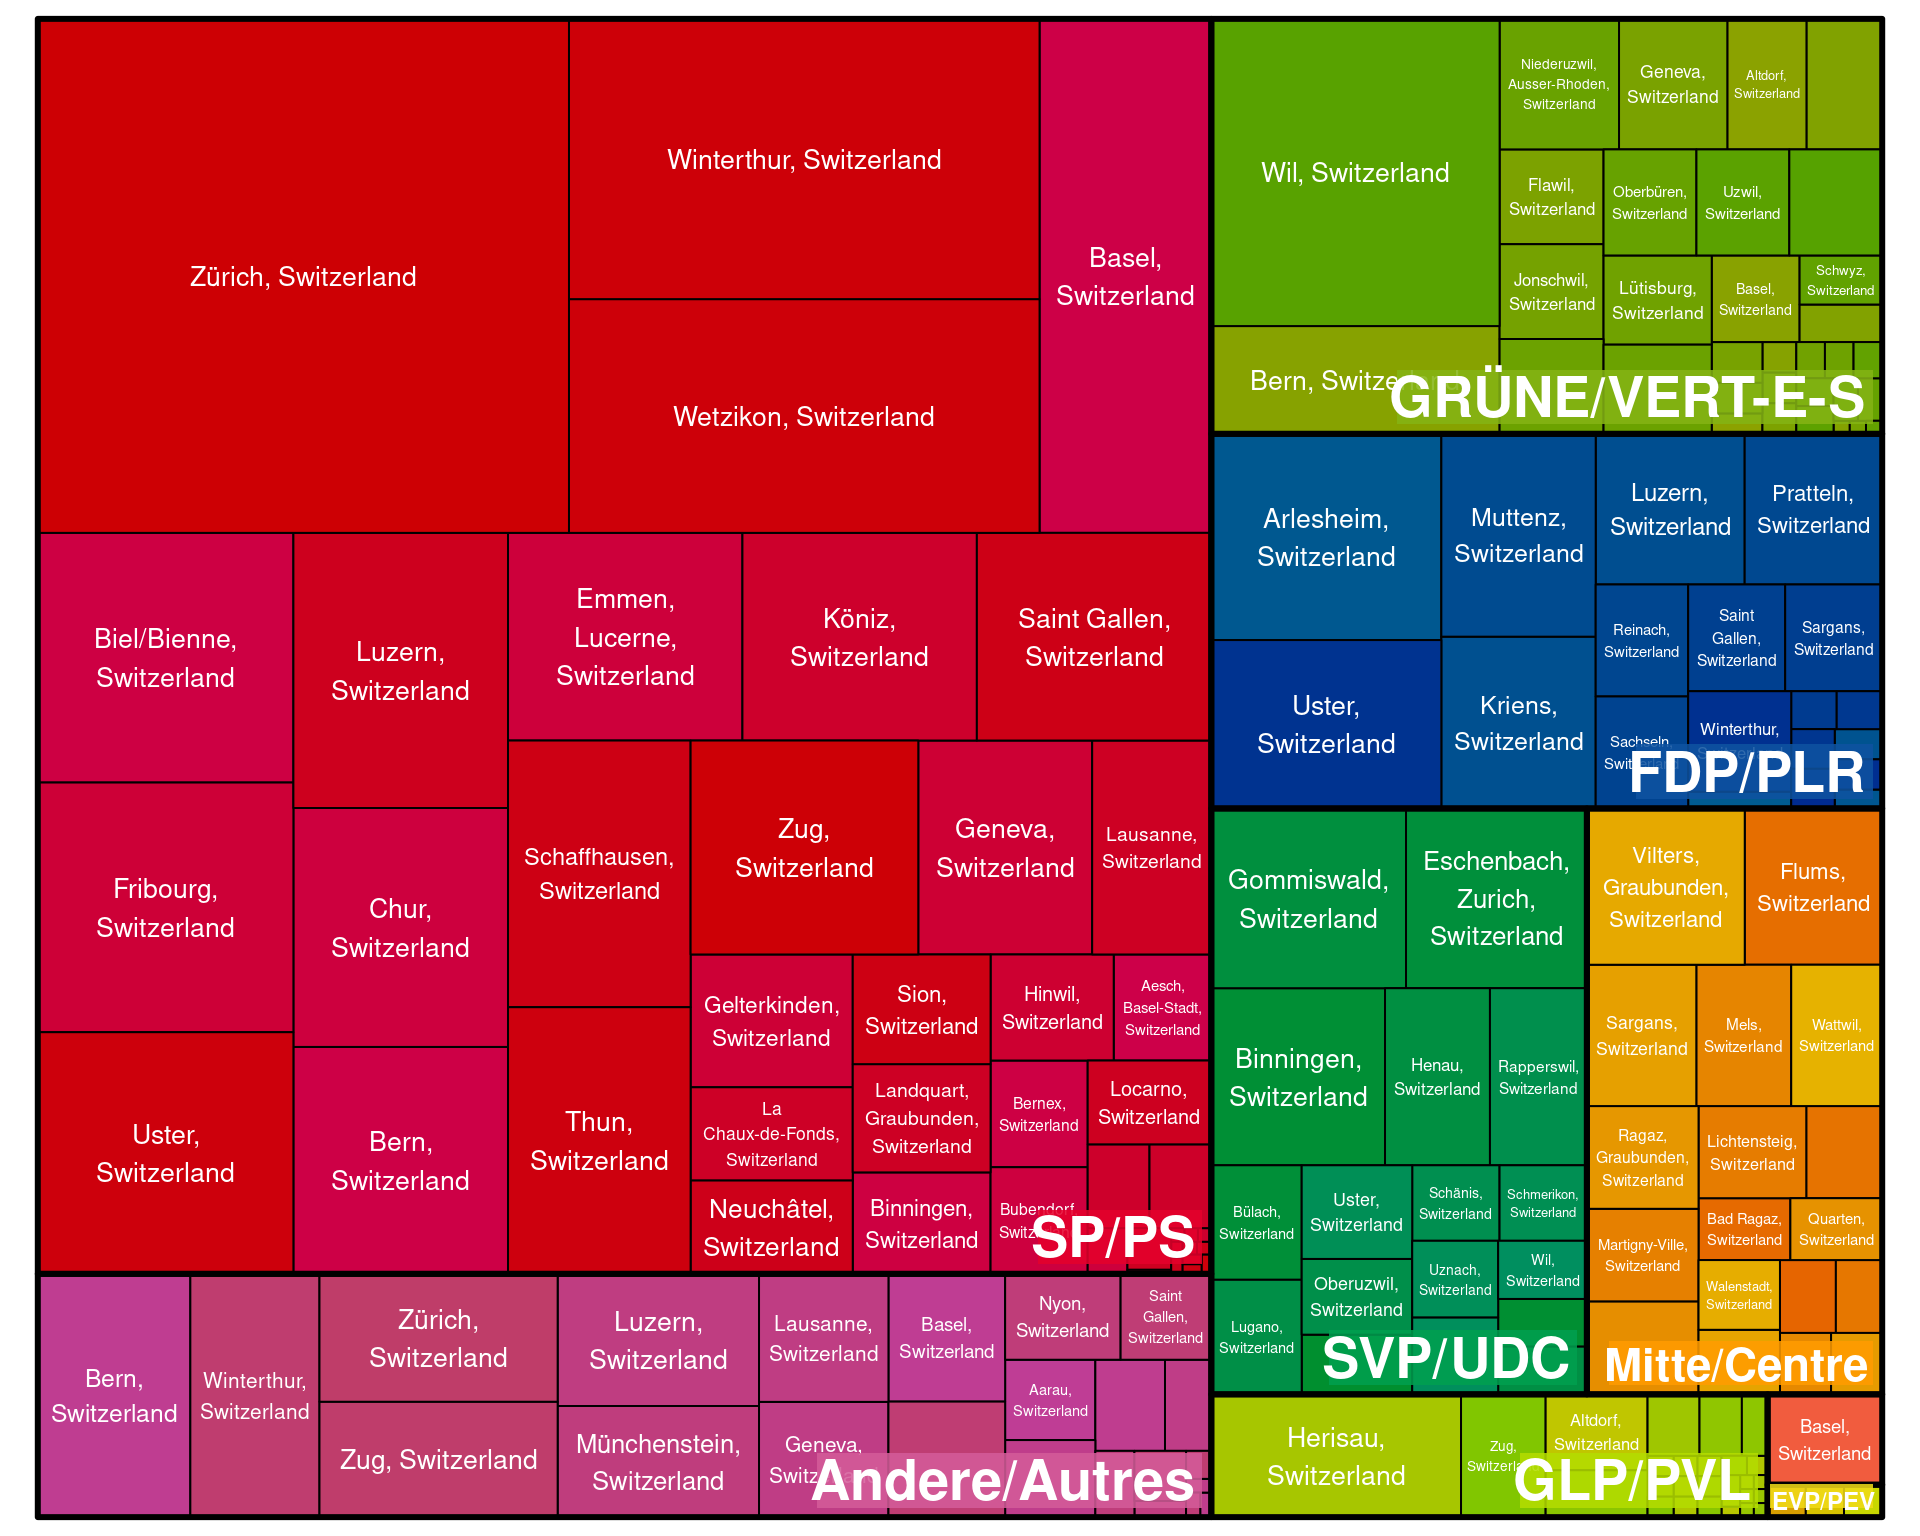 Zürich, Switzerland
Winterthur, Switzerland
Wetzikon, Switzerland
Basel,
Switzerland
Biel/Bienne,
Switzerland
Fribourg,
Switzerland
Uster,
Switzerland
Luzern,
Switzerland
Chur,
Switzerland
Bern,
Switzerland
Emmen,
Lucerne,
Switzerland
Köniz,
Switzerland
Saint Gallen,
Switzerland
Schaffhausen,
Switzerland
Thun,
Switzerland
Zug,
Switzerland
Geneva,
Switzerland
Lausanne,
Switzerland
Gelterkinden,
Switzerland
La
Chaux-de-Fonds,
Switzerland
Neuchâtel,
Switzerland
Sion,
Switzerland
Landquart,
Graubunden,
Switzerland
Binningen,
Switzerland
Hinwil,
Switzerland
Aesch,
Basel-Stadt,
Switzerland
Bernex,
Switzerland
Locarno,
Switzerland
Bubendorf,
SP/PS
Bern,
Switzerland
Winterthur,
Switzerland
Zürich,
Switzerland
Zug, Switzerland
Luzern,
Switzerland
Münchenstein,
Switzerland
Lausanne,
Switzerland
Geneva,
Basel,
Switzerland
Nyon,
Switzerland
Saint
Gallen,
Switzerland
Aarau,
Switzerland
Andere/Autres
Wil, Switzerland
Bern, Switzerland
Niederuzwil,
Ausser-Rhoden,
Switzerland
Geneva,
Switzerland
Altdorf,
Switzerland
Flawil,
Switzerland
Oberbüren,
Switzerland
Uzwil,
Switzerland
Jonschwil,
Switzerland
Lütisburg,
Switzerland
Basel,
Switzerland
Schwyz,
Switzerland
GRÜNE/VERT-E-S
Arlesheim,
Switzerland
Uster,
Switzerland
Muttenz,
Switzerland
Kriens,
Switzerland
Luzern,
Switzerland
Pratteln,
Switzerland
Reinach,
Switzerland
Saint
Gallen,
Switzerland
Sargans,
Switzerland
Sachseln,
Winterthur,
Switzerland
FDP/PLR
Gommiswald,
Switzerland
Eschenbach,
Zurich,
Switzerland
Binningen,
Switzerland
Henau,
Switzerland
Rapperswil,
Switzerland
Bülach,
Switzerland
Lugano,
Switzerland
Uster,
Switzerland
Oberuzwil,
Switzerland
Schänis,
Switzerland
Schmerikon,
Switzerland
Uznach,
Switzerland
Wil,
Switzerland
SVP/UDC
Vilters,
Graubunden,
Switzerland
Flums,
Switzerland
Sargans,
Switzerland
Mels,
Switzerland
Wattwil,
Switzerland
Ragaz,
Graubunden,
Switzerland
Lichtensteig,
Switzerland
Martigny-Ville,
Switzerland
Bad Ragaz,
Switzerland
Quarten,
Switzerland
Walenstadt,
Switzerland
Mitte/Centre
Herisau,
Switzerland
Zug,
Switzerland
Altdorf,
Switzerland
GLP/PVL
Basel,
Switzerland
EVP/PEV